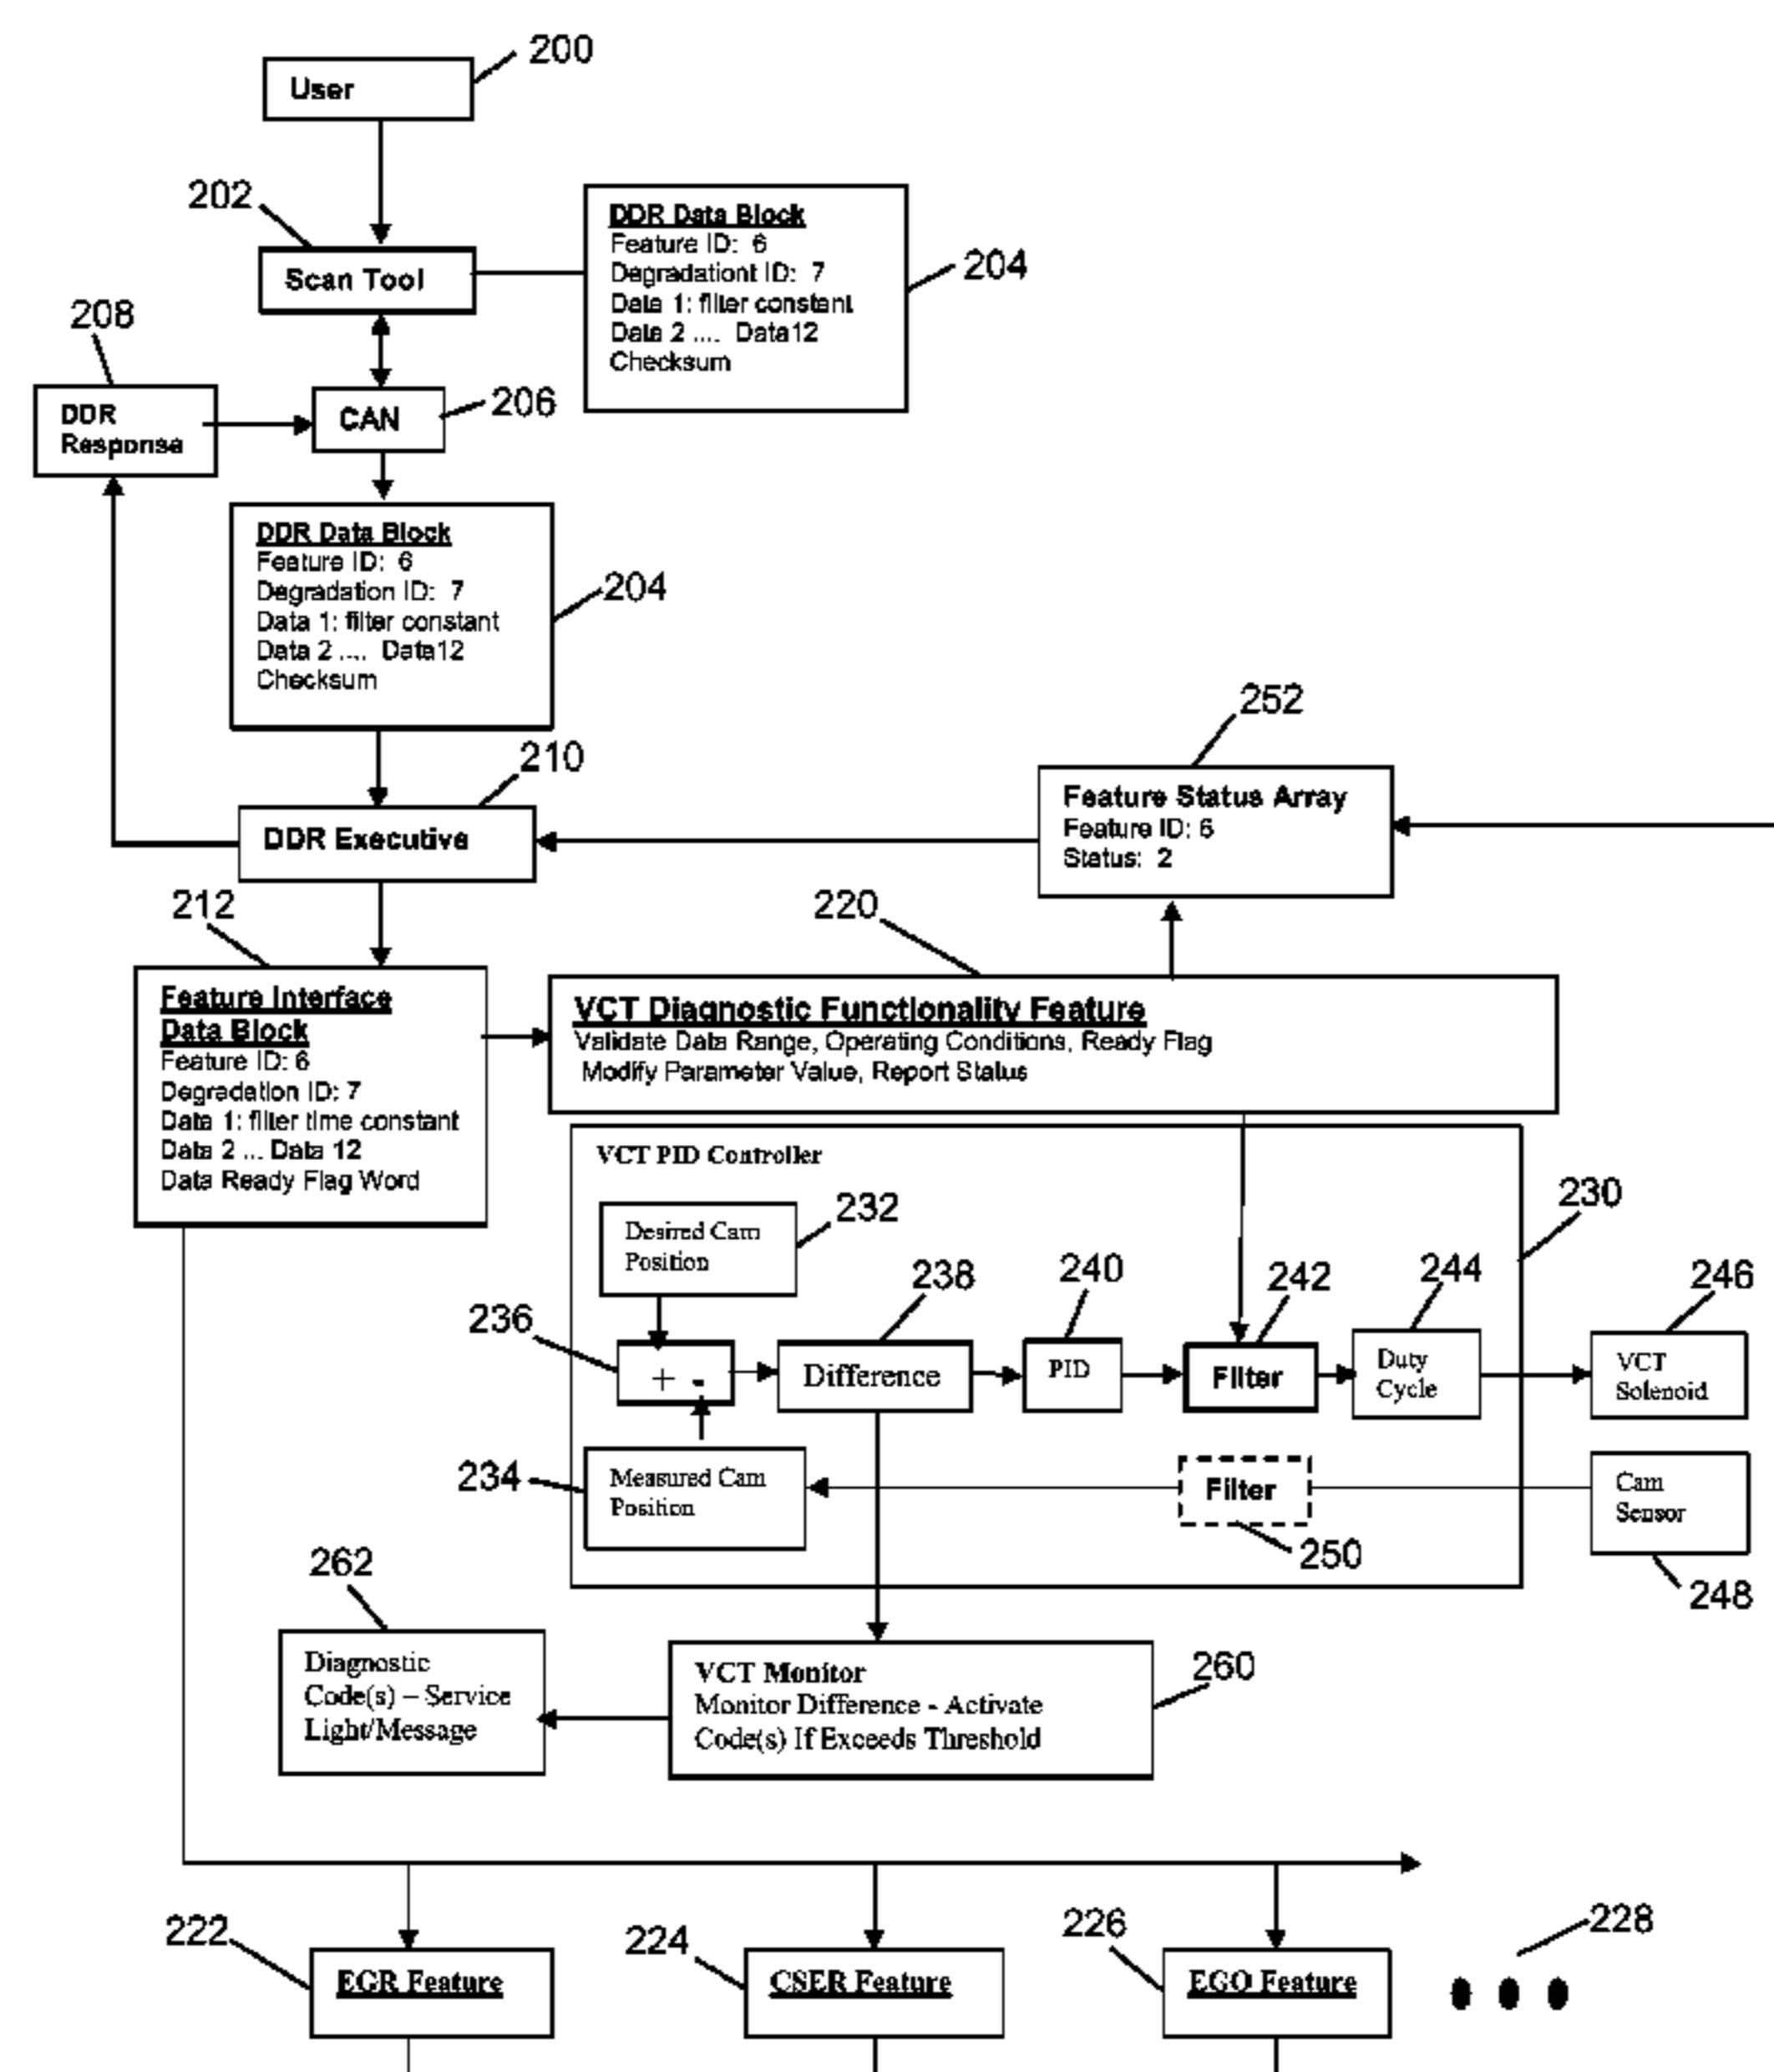 200
User
202
DDR Data Block
Feature ID: 6
Degradationt ID: 7
Data 1: filter constant
Data 2 .... Data12
Checksum
204
Scan Tool
208
DDR
Response
CAN
206
DDR Data Block
Feature ID: 6
Degradation ID: 7
Data 1: filter constant
Data 2 .... Data12
Checksum
204
252
210
Feature Status Array
Feature ID: 6
Status: 2
DDR Executive
212
220
Feature Interface
Data Block
Feature ID: 6
Degradation ID: 7
Data 1: filter time constant
Data 2 ... Data 12
Data Ready Flag Word
VCT Diagnostic Functionality Feature
Validate Data Range, Operating Conditions, Ready Flag
Modify Parameter Value, Report Status
VCT PID Controller
230
Desired Cam
Position
232
236
+ -
238
Difference
240
PID
242
Filter
244
Duty
Cycle
246
VCT
Solenoid
234
Measured Cam
Position
Filter
250
Cam
Sensor
248
262
Diagnostic
Code(s) – Service
Light/Message
VCT Monitor
Monitor Difference - Activate
Code(s) If Exceeds Threshold
260
222
EGR Feature
224
CSER Feature
226
EGO Feature
228